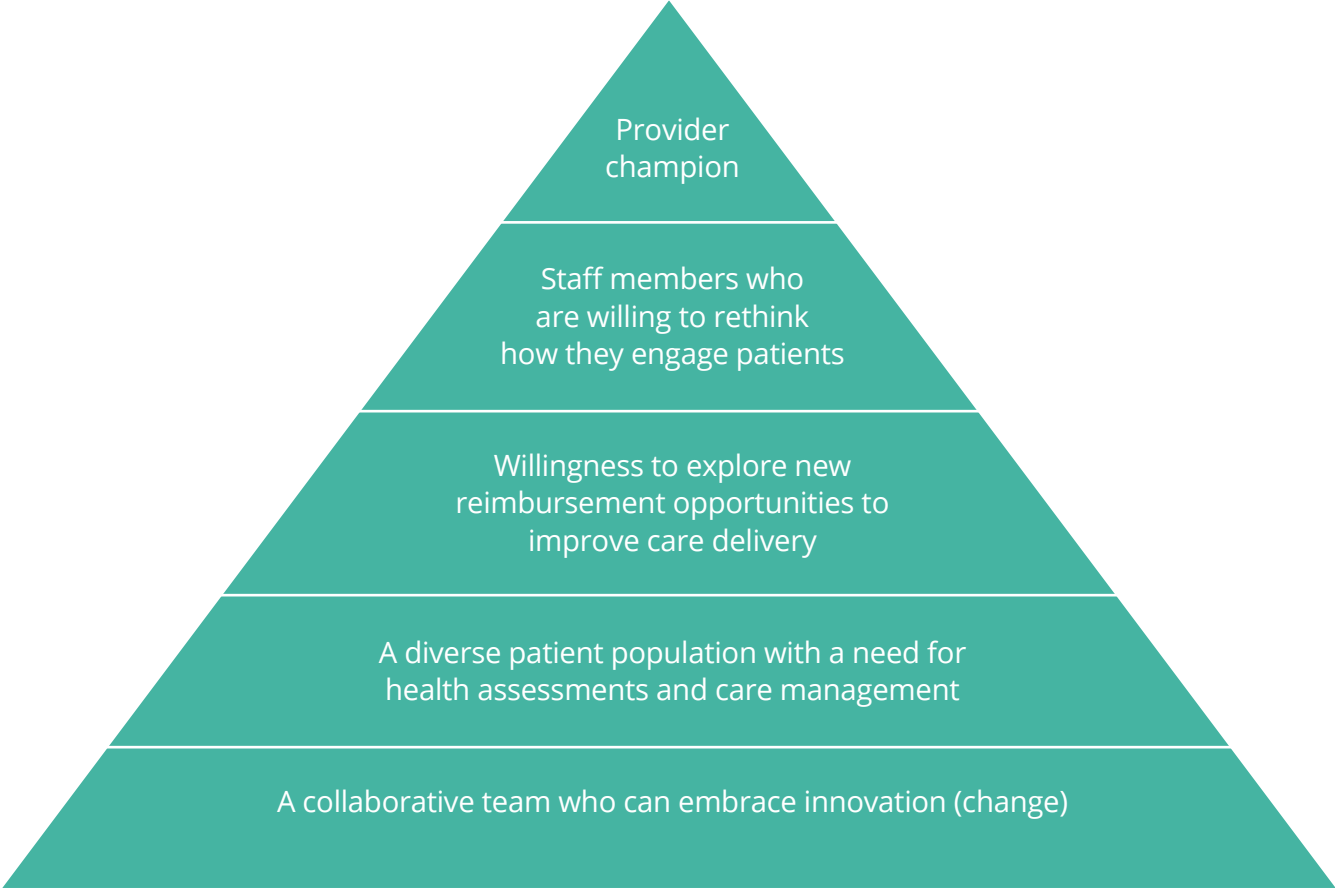 Provider
champion
Staff members who
are willing to rethink
how they engage patients
Willingness to explore new
reimbursement opportunities to
improve care delivery
A diverse patient population with a need for
health assessments and care management
A collaborative team who can embrace innovation (change)